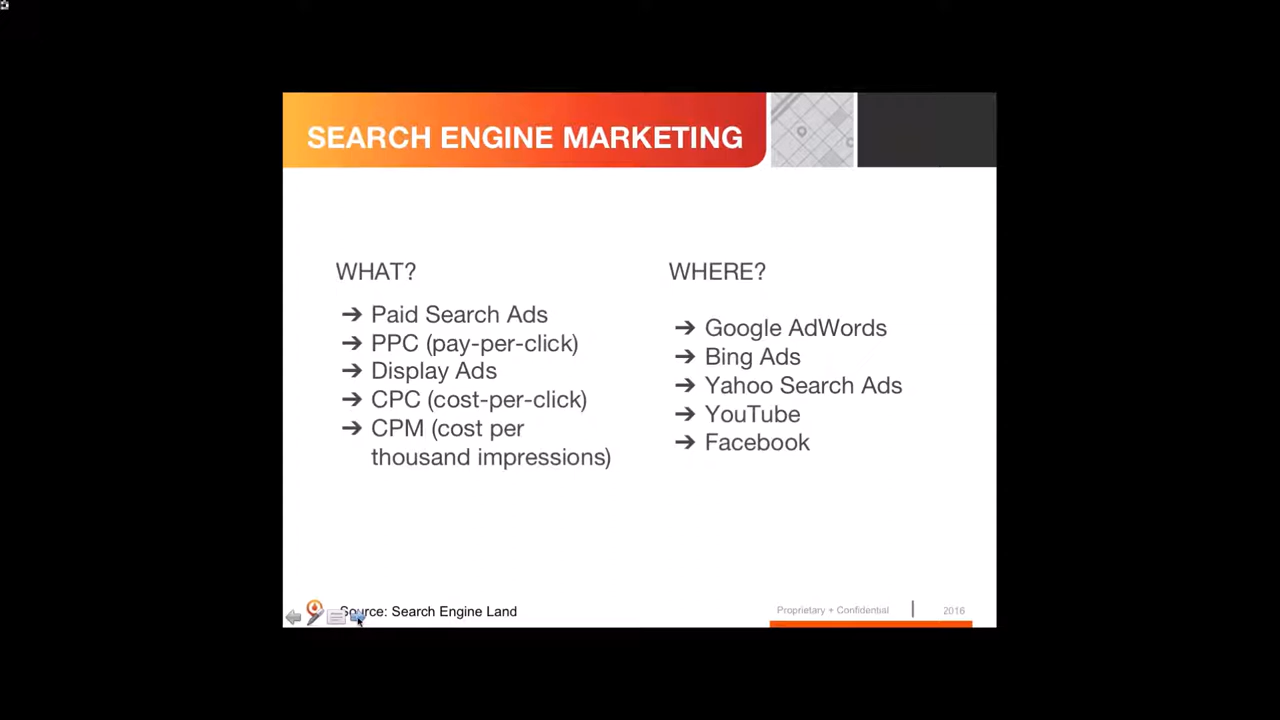 SEARCH ENGINE MARKETING
WHAT?
➔ Paid Search Ads
➔ PPC (pay-per-click)
➔ Display Ads
➔ CPC (cost-per-click)
➔ CPM (cost per
thousand impressions)
WHERE?
➔ Google AdWords
➔ Bing Ads
➔ Yahoo Search Ads
➔ YouTube
➔ Facebook
Source: Search Engine Land
Proprietary + Confidential
2016